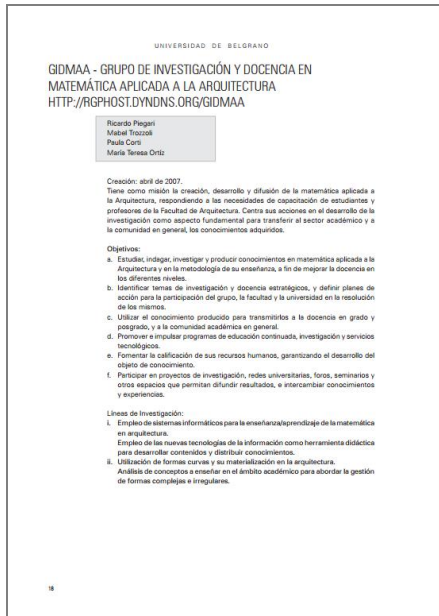 UNIVERSIDAD DE BELGRANO
GIDMAA - GRUPO DE INVESTIGACIÓN Y DOCENCIA EN
MATEMÁTICA APLICADA A LA ARQUITECTURA
HTTP://RGPHOST.DYNDNS.ORG/GIDMAA
Ricardo Piegari
Mabel Trozzoli
Paula Corti
María Teresa Ortiz
Creación: abril de 2007.
Tiene como misión la creación, desarrollo y difusión de la matemática aplicada a
la Arquitectura, respondiendo a las necesidades de capacitación de estudiantes y
profesores de la Facultad de Arquitectura. Centra sus acciones en el desarrollo de la
investigación como aspecto fundamental para transferir al sector académico y a
la comunidad en general, los conocimientos adquiridos.
Objetivos:
a. Estudiar, indagar, investigar y producir conocimientos en matemática aplicada a la
Arquitectura y en la metodología de su enseñanza, a fin de mejorar la docencia en
los diferentes niveles.
b. Identificar temas de investigación y docencia estratégicos, y definir planes de
acción para la participación del grupo, la facultad y la universidad en la resolución
de los mismos.
c. Utilizar el conocimiento producido para transmitirlos a la docencia en grado y
posgrado, y a la comunidad académica en general.
d. Promover e impulsar programas de educación continuada, investigación y servicios
tecnológicos.
e. Fomentar la calificación de sus recursos humanos, garantizando el desarrollo del
objeto de conocimiento.
f. Participar en proyectos de investigación, redes universitarias, foros, seminarios y
otros espacios que permitan difundir resultados, e intercambiar conocimientos
y experiencias.
Líneas de Investigación:
i. Empleo de sistemas informáticos para la enseñanza/aprendizaje de la matemática
en arquitectura.
Empleo de las nuevas tecnologías de la información como herramienta didáctica
para desarrollar contenidos y distribuir conocimientos.
ii. Utilización de formas curvas y su materialización en la arquitectura.
Análisis de conceptos a enseñar en el ámbito académico para abordar la gestión
de formas complejas e irregulares.
18